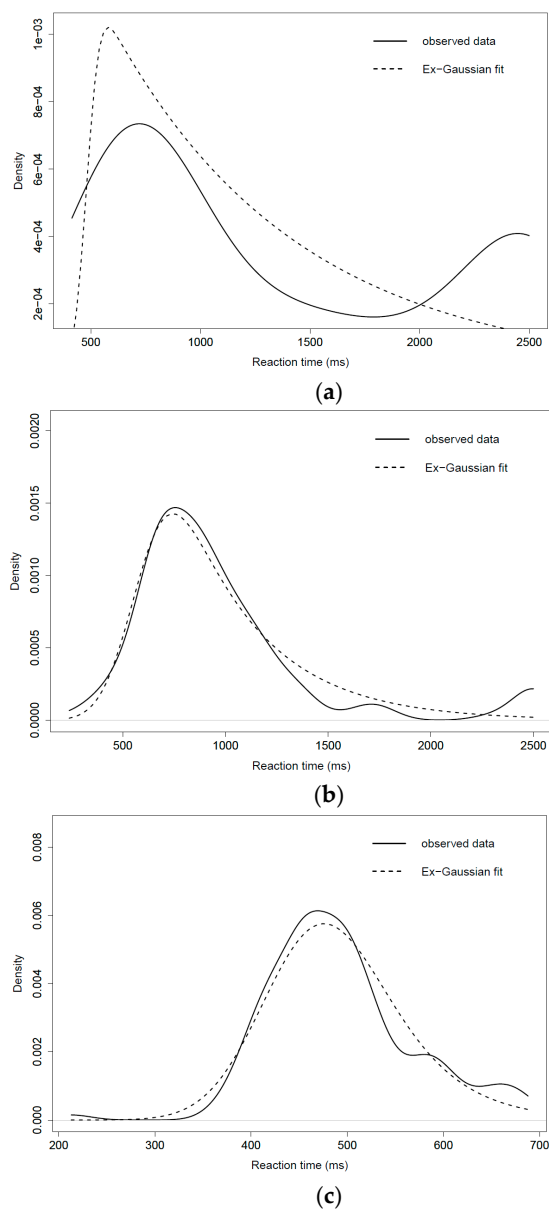 1e−03
8e−04
6e−04
4e−04
2e−04
Density
observed data
Ex−Gaussian fit
500 1000 1500 2000 2500
Reaction time (ms)
(a)
0.0020
0.0015
0.0010
0.0005
0.0000
Density
observed data
Ex−Gaussian fit
500 1000 1500 2000 2500
Reaction time (ms)
(b)
0.008
0.006
0.004
0.002
0.000
Density
observed data
Ex−Gaussian fit
200 300 400 500 600 700
Reaction time (ms)
(c)